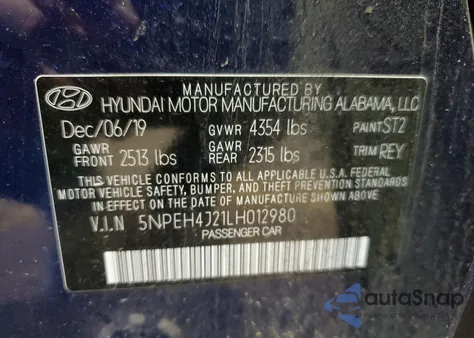 MANUFACTURED BY
HYUNDAI MOTOR MANUFACTURING ALABAMA, LLC
Dec/06/19 GVWR 4354 lbs PAINT ST2
GAWR FRONT 2513 lbs GAWR REAR 2315 lbs TRIM REY
THIS VEHICLE CONFORMS TO ALL APPLICABLE U.S. FEDERAL
MOTOR VEHICLE SAFETY, BUMPER, AND THEFT PREVENTION STANDARDS
IN EFFECT ON THE DATE OF MANUFACTURE SHOWN ABOVE.
V.I.N 5NPEH4J21LH012980
PASSENGER CAR
autaSnap